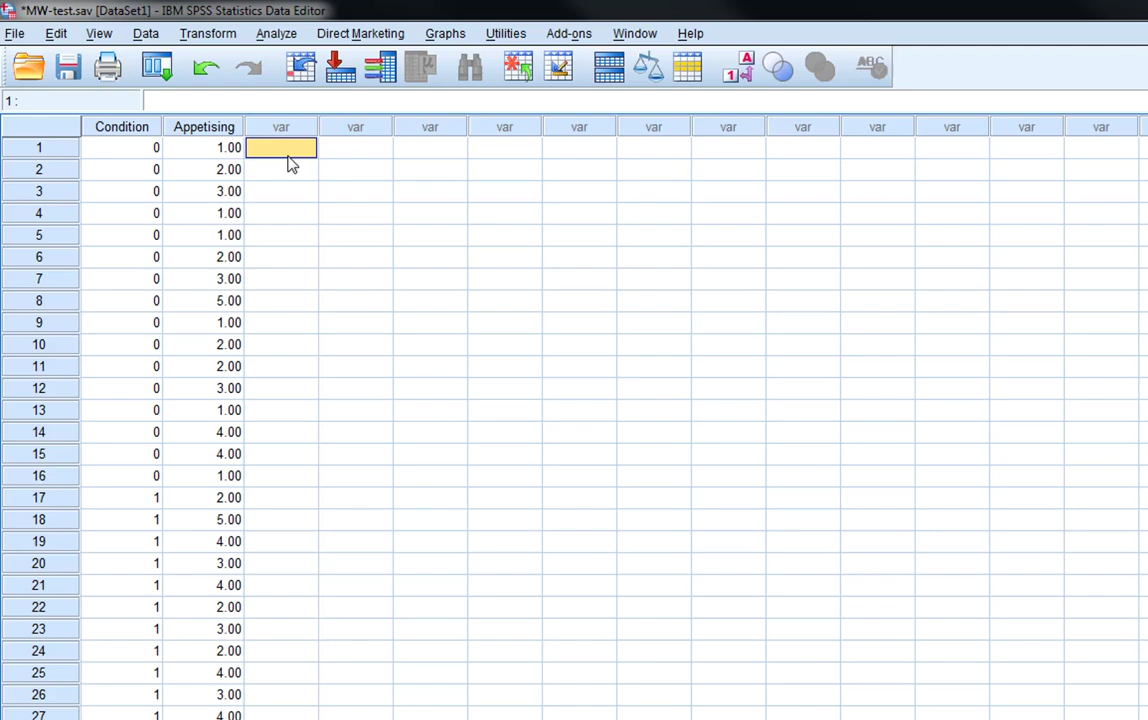 *MW-test.sav [DataSet1] - IBM SPSS Statistics Data Editor
File Edit View Data Transform Analyze Direct Marketing Graphs Utilities Add-ons Window Help
1 A ABC
1 :
Condition Appetising var var var var var var var var var var var var
1 0 1.00
2 0 2.00
3 0 3.00
4 0 1.00
5 0 1.00
6 0 2.00
7 0 3.00
8 0 5.00
9 0 1.00
10 0 2.00
11 0 2.00
12 0 3.00
13 0 1.00
14 0 4.00
15 0 4.00
16 0 1.00
17 1 2.00
18 1 5.00
19 1 4.00
20 1 3.00
21 1 4.00
22 1 2.00
23 1 3.00
24 1 2.00
25 1 4.00
26 1 3.00
27 1 4.00